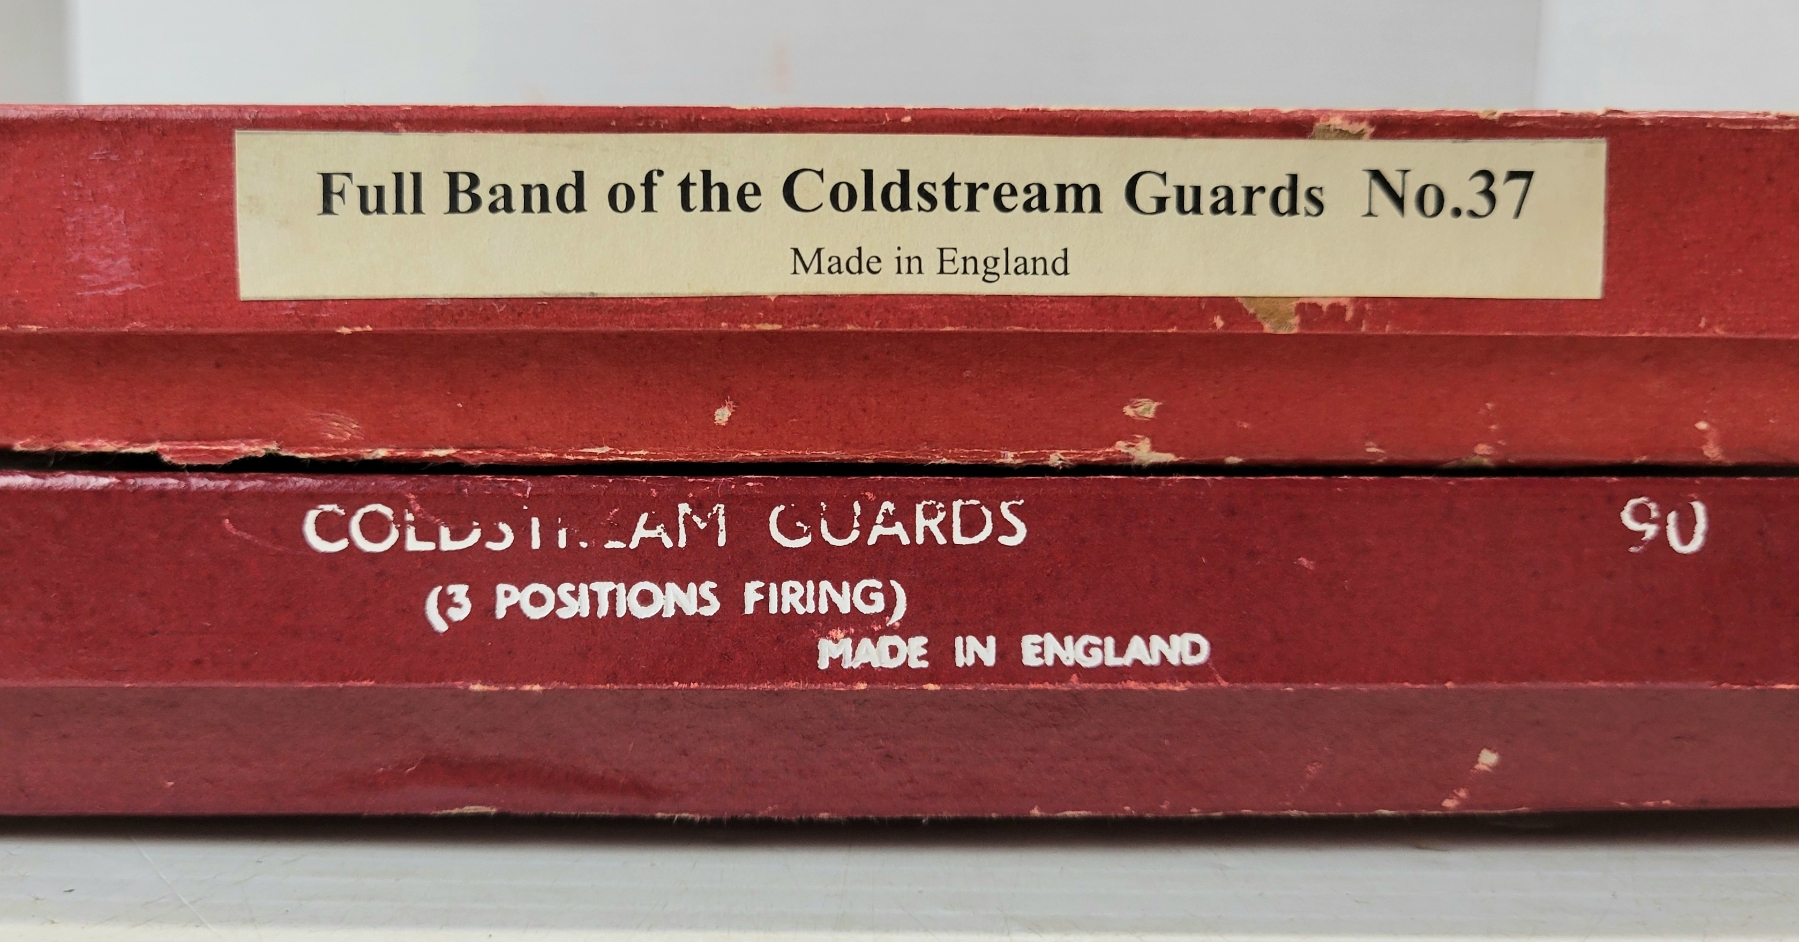 Full Band of the Coldstream Guards No.37
Made in England
COLDSTREAM GUARDS 90
(3 POSITIONS FIRING)
MADE IN ENGLAND